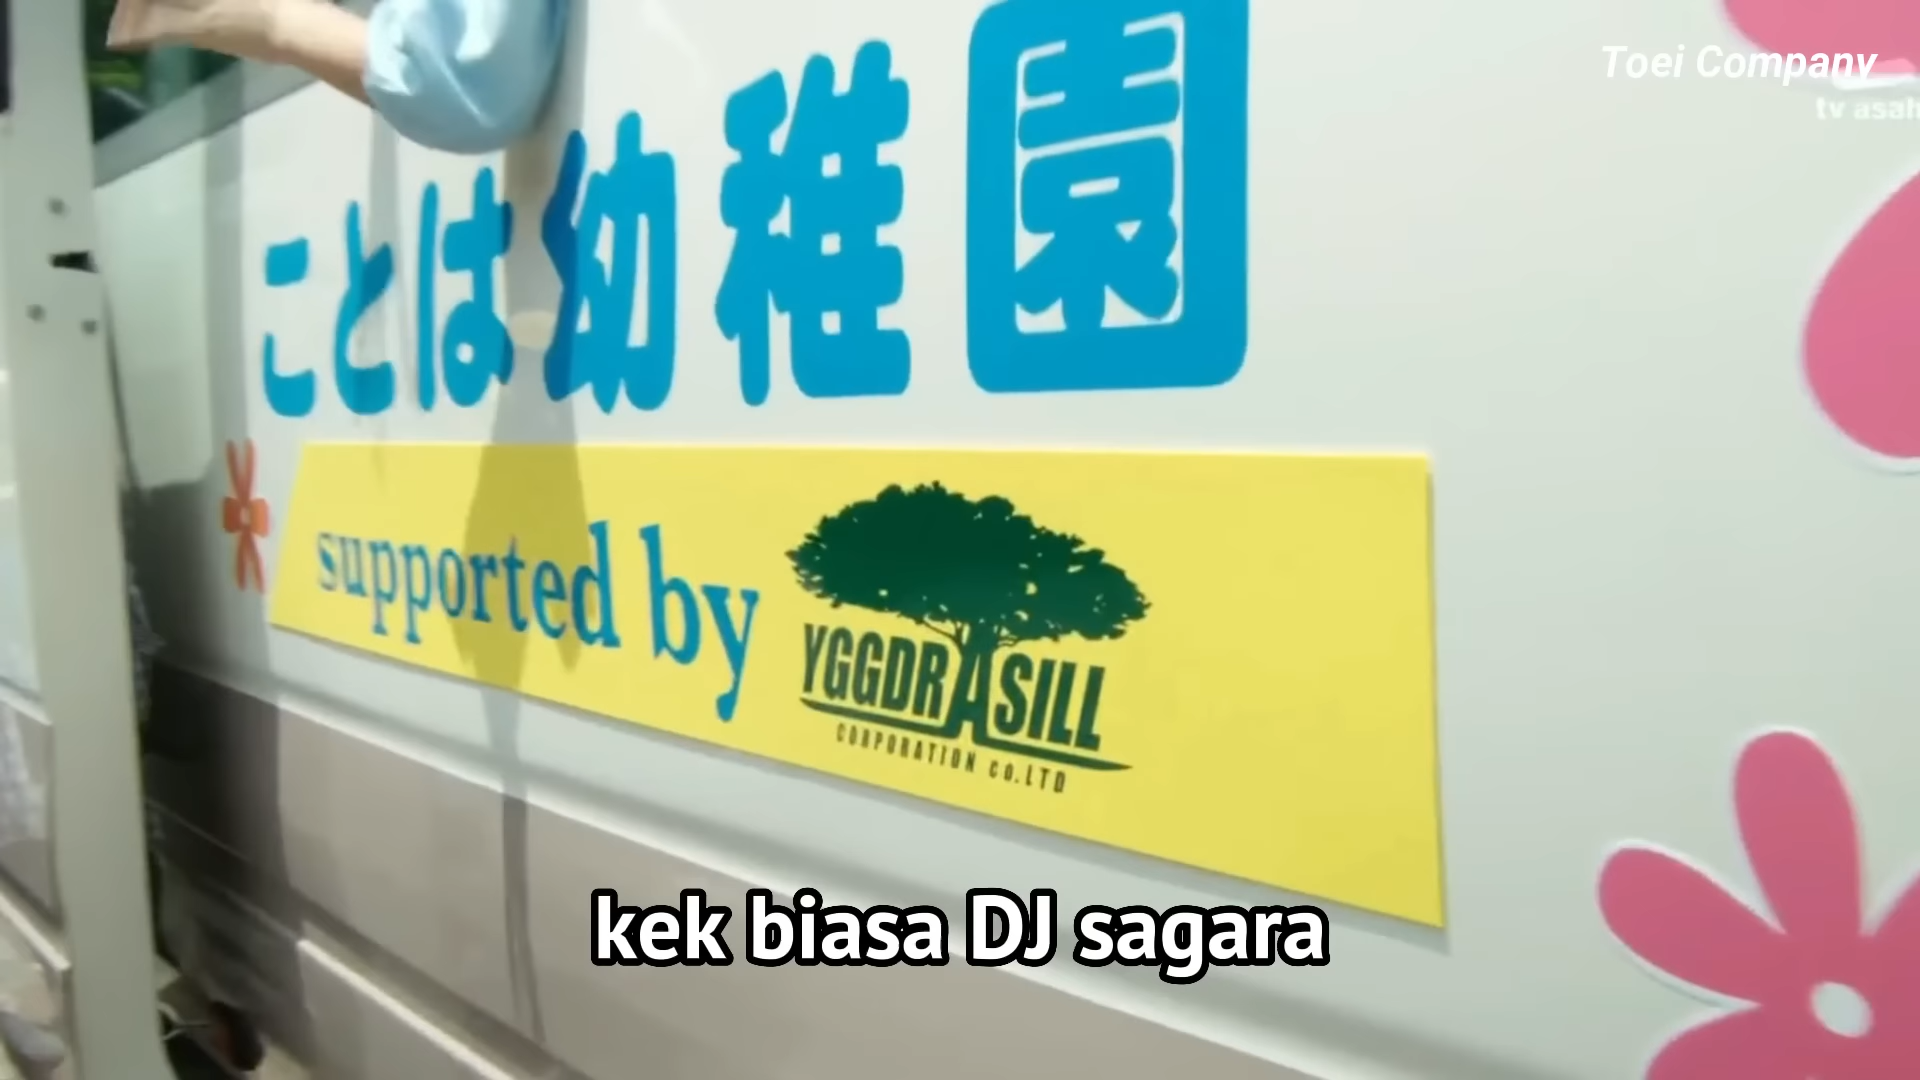 Toei Company
tv asah
ことは幼稚園
supported by
YGGDRASILL
CORPORATION CO.LTD
kek biasa DJ sagara